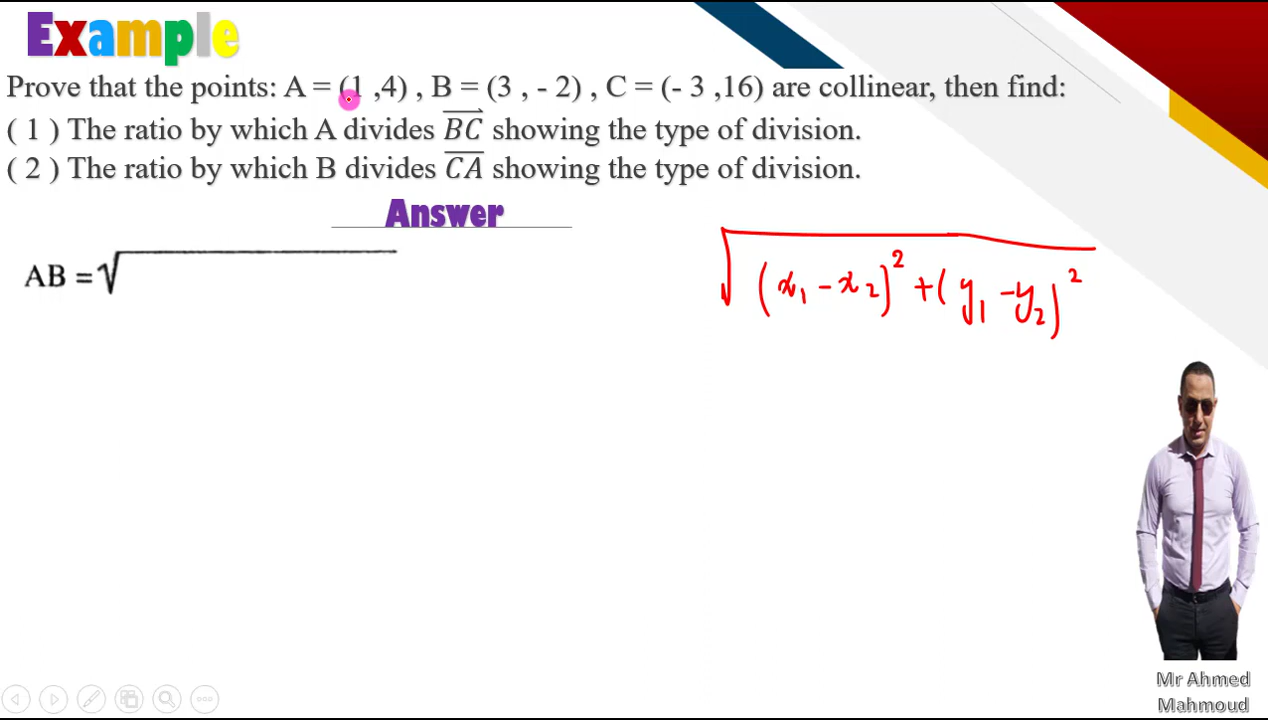 Example
Prove that the points: A = (1 ,4) , B = (3 , - 2) , C = (- 3 ,16) are collinear, then find:
( 1 ) The ratio by which A divides \overrightarrow{BC} showing the type of division.
( 2 ) The ratio by which B divides \overline{CA} showing the type of division.
Answer
AB = √
√(x₁ - x₂)² + (y₁ - y₂)²
Mr Ahmed
Mahmoud